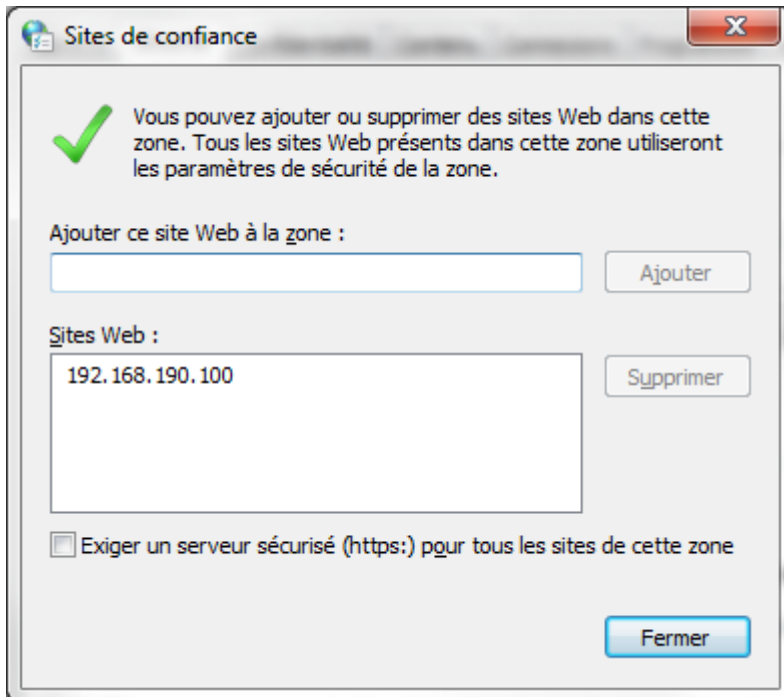 Sites de confiance
Vous pouvez ajouter ou supprimer des sites Web dans cette
zone. Tous les sites Web présents dans cette zone utiliseront
les paramètres de sécurité de la zone.
Ajouter ce site Web à la zone :
Ajouter
Sites Web :
192.168.190.100
Supprimer
Exiger un serveur sécurisé (https:) pour tous les sites de cette zone
Fermer